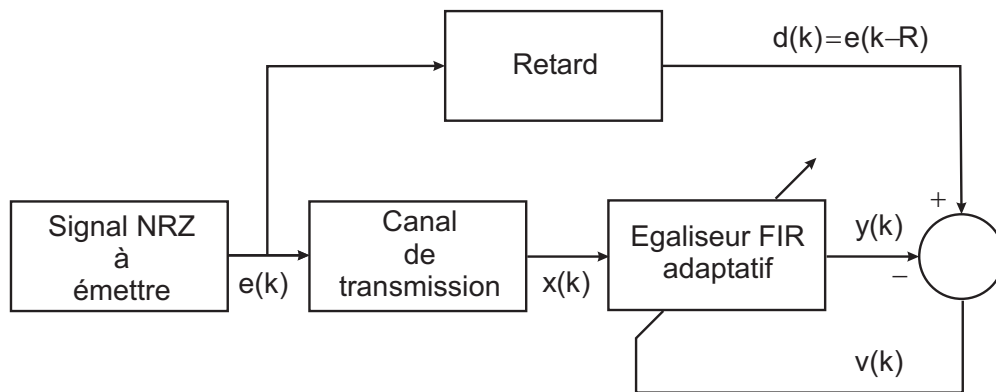 d(k)=e(k–R)
Retard
+
Signal NRZ
à
émettre
e(k)
Canal
de
transmission
x(k)
Egaliseur FIR
adaptatif
y(k)
–
v(k)